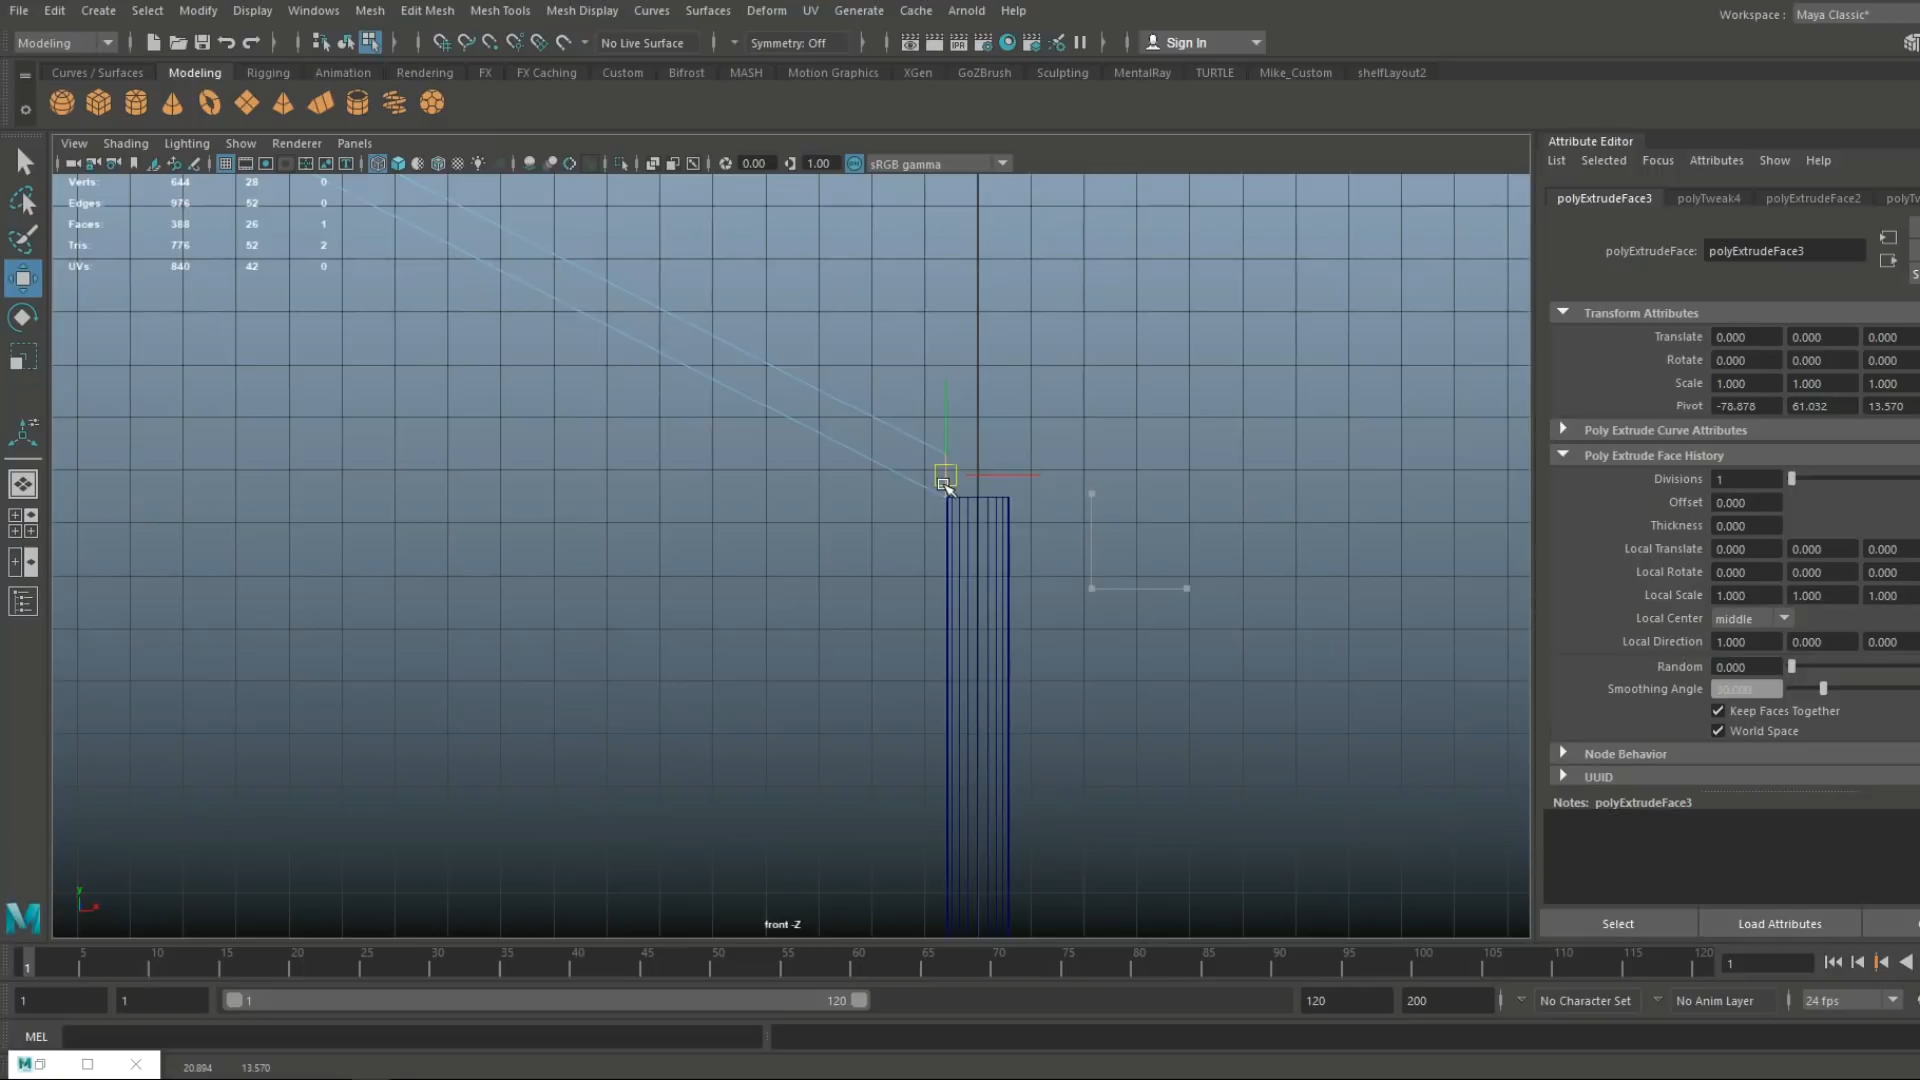 File Edit Create Select Modify Display Windows Mesh Edit Mesh Mesh Tools Mesh Display Curves Surfaces Deform UV Generate Cache Arnold Help
Workspace : Maya Classic*
Modeling No Live Surface Symmetry: Off Sign In
Curves / Surfaces Modeling Rigging Animation Rendering FX FX Caching Custom Bifrost MASH Motion Graphics XGen GoZBrush Sculpting MentalRay TURTLE Mike_Custom shelfLayout2
View Shading Lighting Show Renderer Panels
IPR
0.00 1.00 sRGB gamma
Verts: 644 28 0
Edges: 976 52 0
Faces: 388 26 1
Tris: 776 52 2
UVs: 840 42 0
y
x
front -Z
Attribute Editor
List Selected Focus Attributes Show Help
polyExtrudeFace3 polyTweak4 polyExtrudeFace2 polyTv
polyExtrudeFace: polyExtrudeFace3
S
Transform Attributes
Translate 0.000 0.000 0.000
Rotate 0.000 0.000 0.000
Scale 1.000 1.000 1.000
Pivot -78.878 61.032 13.570
Poly Extrude Curve Attributes
Poly Extrude Face History
Divisions 1
Offset 0.000
Thickness 0.000
Local Translate 0.000 0.000 0.000
Local Rotate 0.000 0.000 0.000
Local Scale 1.000 1.000 1.000
Local Center middle
Local Direction 1.000 0.000 0.000
Random 0.000
Smoothing Angle 30.000
Keep Faces Together
World Space
Node Behavior
UUID
Notes: polyExtrudeFace3
Select Load Attributes
1 5 10 15 20 25 30 35 40 45 50 55 60 65 70 75 80 85 90 95 100 105 110 115 120 1
1 1 1 120 120 200 No Character Set No Anim Layer 24 fps
MEL
M 20.894 13.570